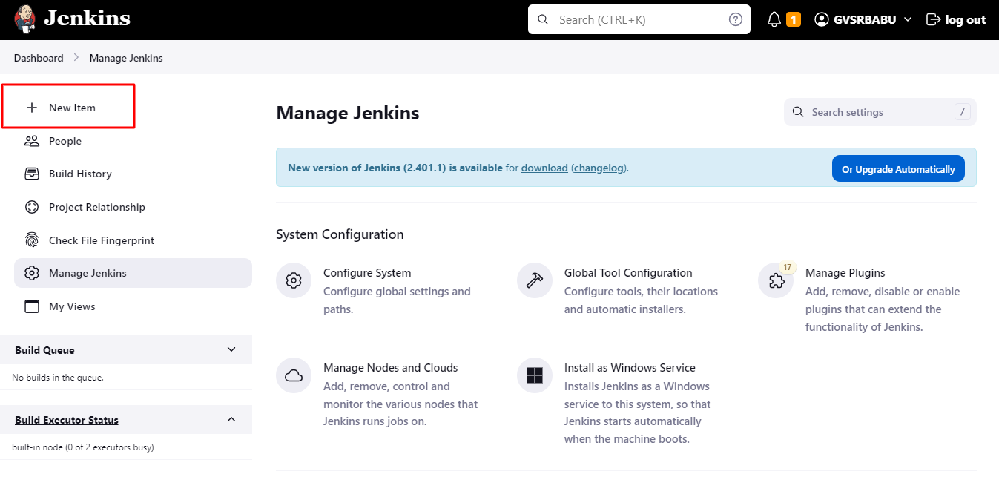 Jenkins
Search (CTRL+K)
1
GVSRBABU
log out
Dashboard
Manage Jenkins
New Item
People
Build History
Project Relationship
Check File Fingerprint
Manage Jenkins
My Views
Build Queue
No builds in the queue.
Build Executor Status
built-in node (0 of 2 executors busy)
Manage Jenkins
Search settings
/
New version of Jenkins (2.401.1) is available for download (changelog).
Or Upgrade Automatically
System Configuration
Configure System
Configure global settings and
paths.
Global Tool Configuration
Configure tools, their locations
and automatic installers.
17
Manage Plugins
Add, remove, disable or enable
plugins that can extend the
functionality of Jenkins.
Manage Nodes and Clouds
Add, remove, control and
monitor the various nodes that
Jenkins runs jobs on.
Install as Windows Service
Installs Jenkins as a Windows
service to this system, so that
Jenkins starts automatically
when the machine boots.